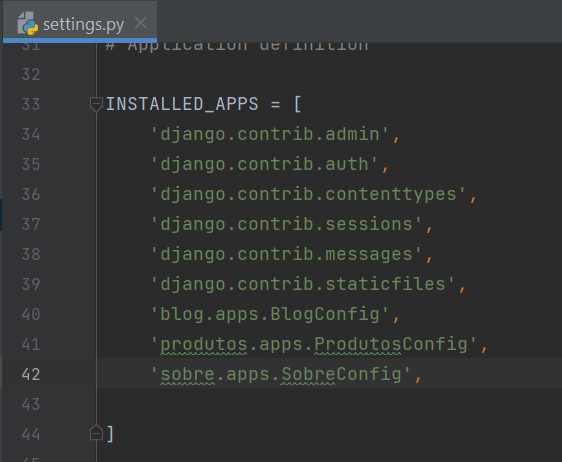 settings.py
31 # Application definition
32
33 INSTALLED_APPS = [
34 'django.contrib.admin',
35 'django.contrib.auth',
36 'django.contrib.contenttypes',
37 'django.contrib.sessions',
38 'django.contrib.messages',
39 'django.contrib.staticfiles',
40 'blog.apps.BlogConfig',
41 'produtos.apps.ProdutosConfig',
42 'sobre.apps.SobreConfig',
43
44 ]
45